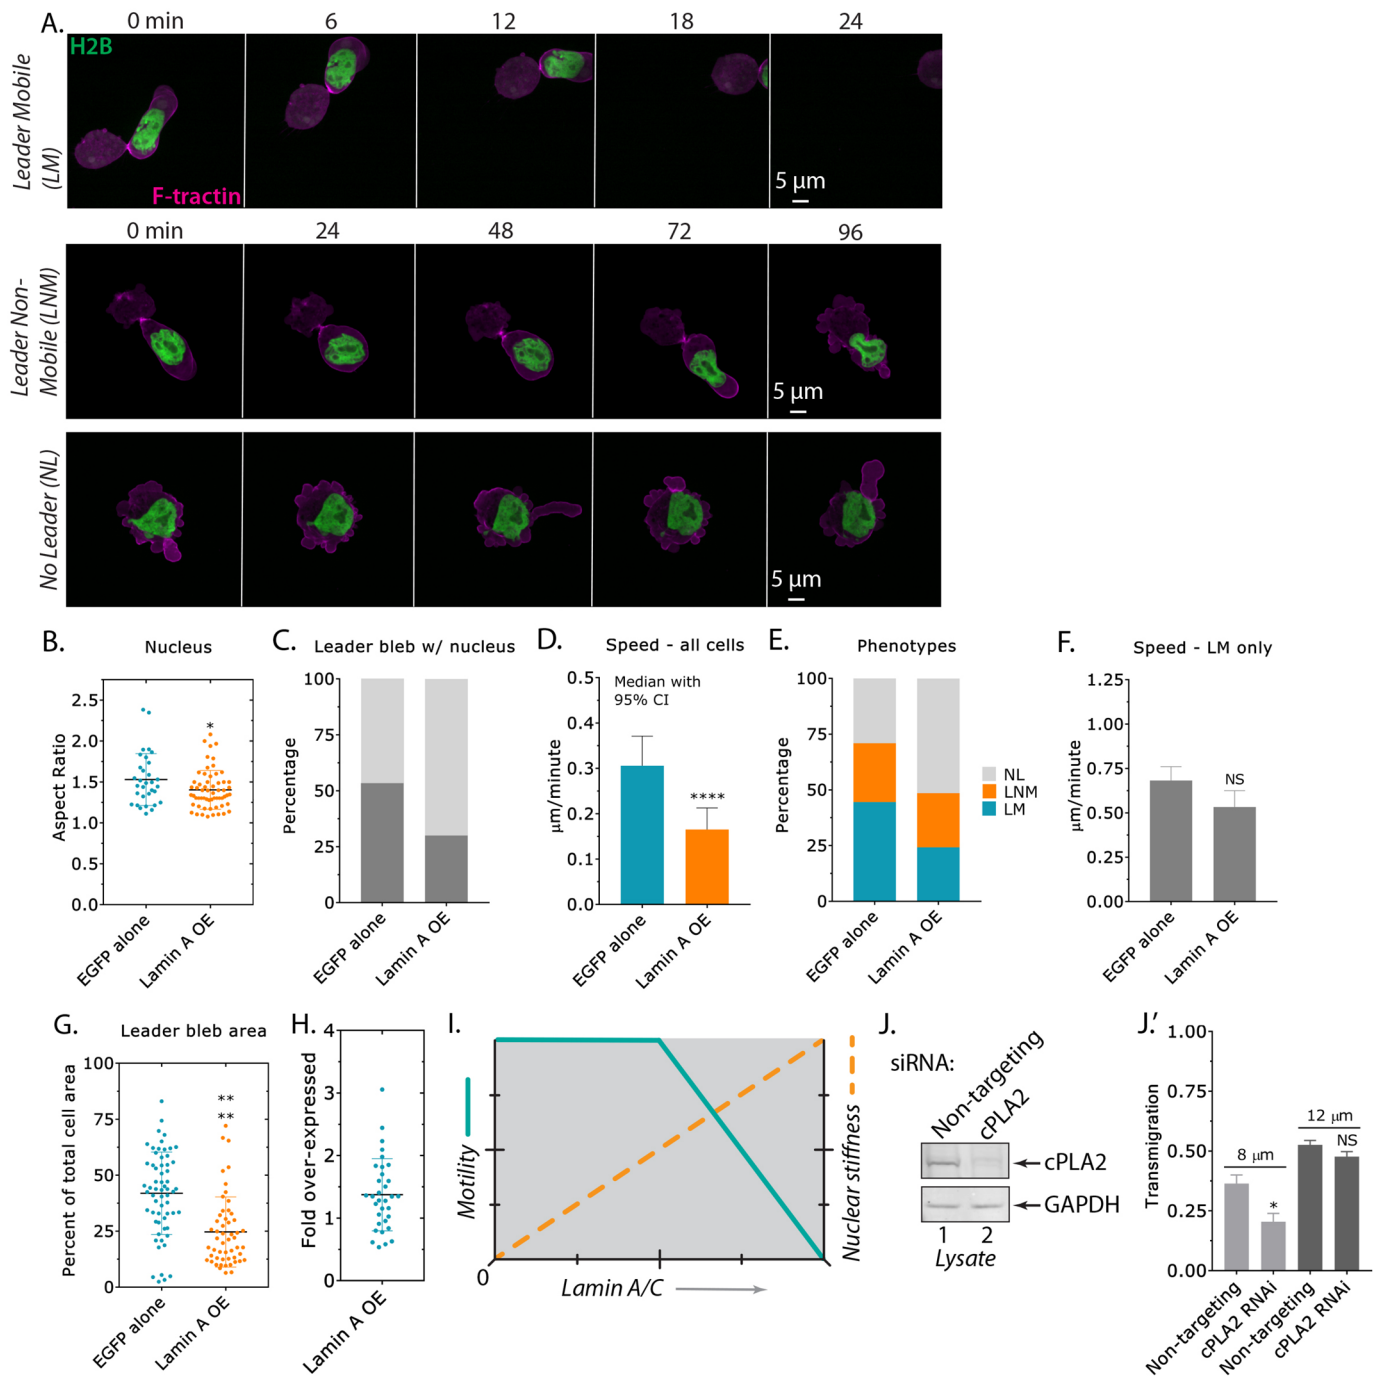 A.
0 min 6 12 18 24
Leader Mobile
(LM)
H2B
F-tractin
5 μm
0 min 24 48 72 96
Leader Non-
Mobile (LNM)
5 μm
No Leader (NL)
5 μm
B.
Nucleus
Aspect Ratio
2.5
2.0
1.5
1.0
0.5
0.0
*
EGFP alone
Lamin A OE
C.
Leader bleb w/ nucleus
Percentage
100
75
50
25
0
EGFP alone
Lamin A OE
D.
Speed - all cells
Median with
95% CI
μm/minute
0.5
0.4
0.3
0.2
0.1
0.0
****
EGFP alone
Lamin A OE
E.
Phenotypes
Percentage
100
75
50
25
0
NL
LNM
LM
EGFP alone
Lamin A OE
F.
Speed - LM only
μm/minute
1.25
1.00
0.75
0.50
0.25
0.00
NS
EGFP alone
Lamin A OE
G.
Leader bleb area
Percent of total cell area
100
75
50
25
0
**
**
EGFP alone
Lamin A OE
H.
Fold over-expressed
4
3
2
1
0
Lamin A OE
I.
Motility
Nuclear stiffness
0
Lamin A/C
J.
siRNA:
Non-targeting
cPLA2
cPLA2
GAPDH
1 2
Lysate
J.'
Transmigration
1.00
0.75
0.50
0.25
0.00
8 μm
*
12 μm
NS
Non-targeting
cPLA2 RNAi
Non-targeting
cPLA2 RNAi